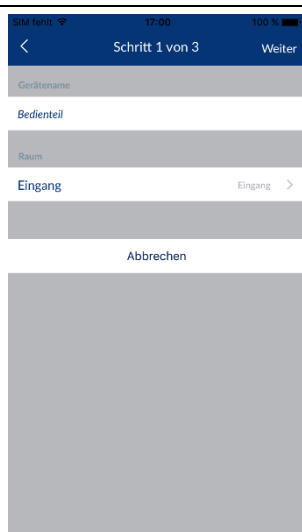 SIM fehlt 17:00 100 %
Schritt 1 von 3 Weiter
Gerätename
Bedienteil
Raum
Eingang Eingang
Abbrechen